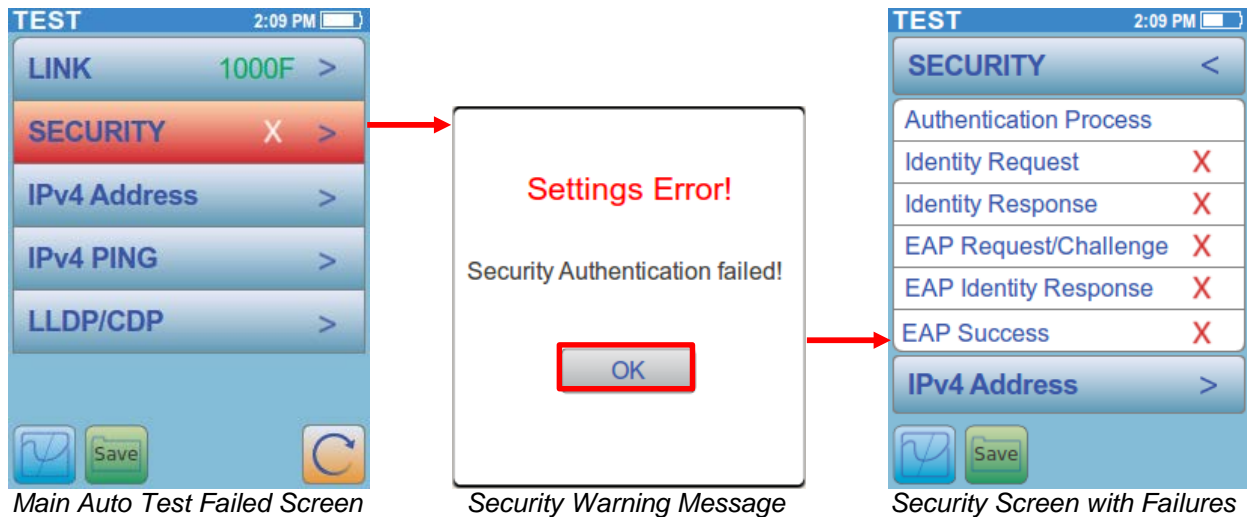 TEST 2:09 PM
LINK 1000F >
SECURITY X >
IPv4 Address >
IPv4 PING >
LLDP/CDP >
Save
Main Auto Test Failed Screen
Settings Error!
Security Authentication failed!
OK
Security Warning Message
TEST 2:09 PM
SECURITY <
Authentication Process
Identity Request X
Identity Response X
EAP Request/Challenge X
EAP Identity Response X
EAP Success X
IPv4 Address >
Save
Security Screen with Failures